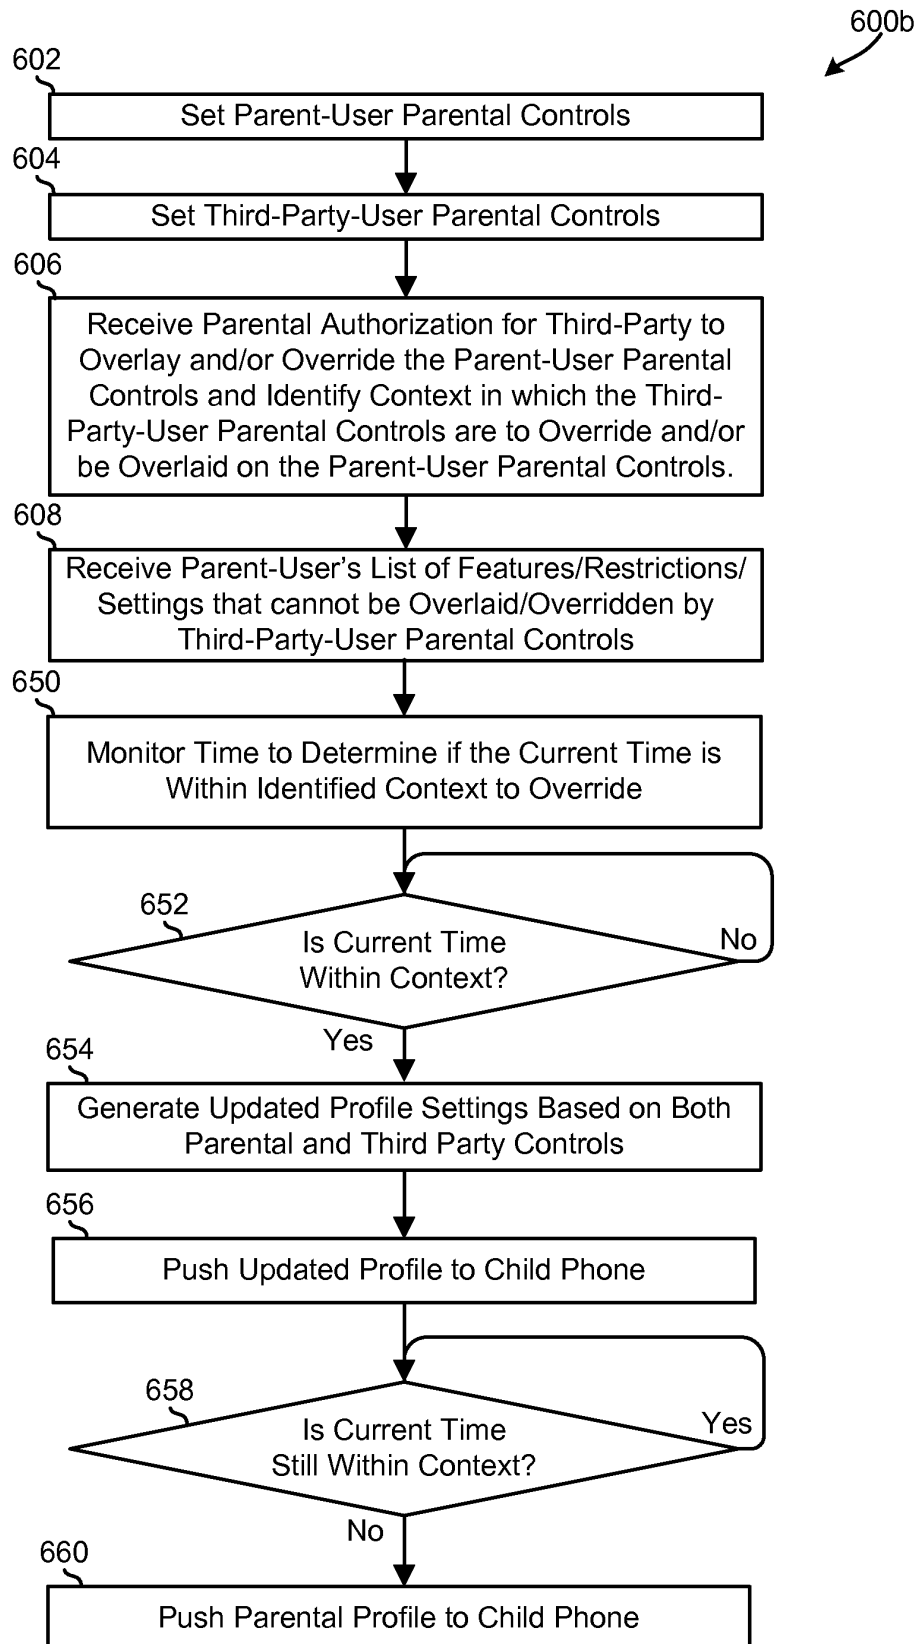 600b
602
Set Parent-User Parental Controls
604
Set Third-Party-User Parental Controls
606
Receive Parental Authorization for Third-Party to
Overlay and/or Override the Parent-User Parental
Controls and Identify Context in which the Third-
Party-User Parental Controls are to Override and/or
be Overlaid on the Parent-User Parental Controls.
608
Receive Parent-User's List of Features/Restrictions/
Settings that cannot be Overlaid/Overridden by
Third-Party-User Parental Controls
650
Monitor Time to Determine if the Current Time is
Within Identified Context to Override
652
Is Current Time
Within Context?
No
Yes
654
Generate Updated Profile Settings Based on Both
Parental and Third Party Controls
656
Push Updated Profile to Child Phone
658
Is Current Time
Still Within Context?
Yes
No
660
Push Parental Profile to Child Phone